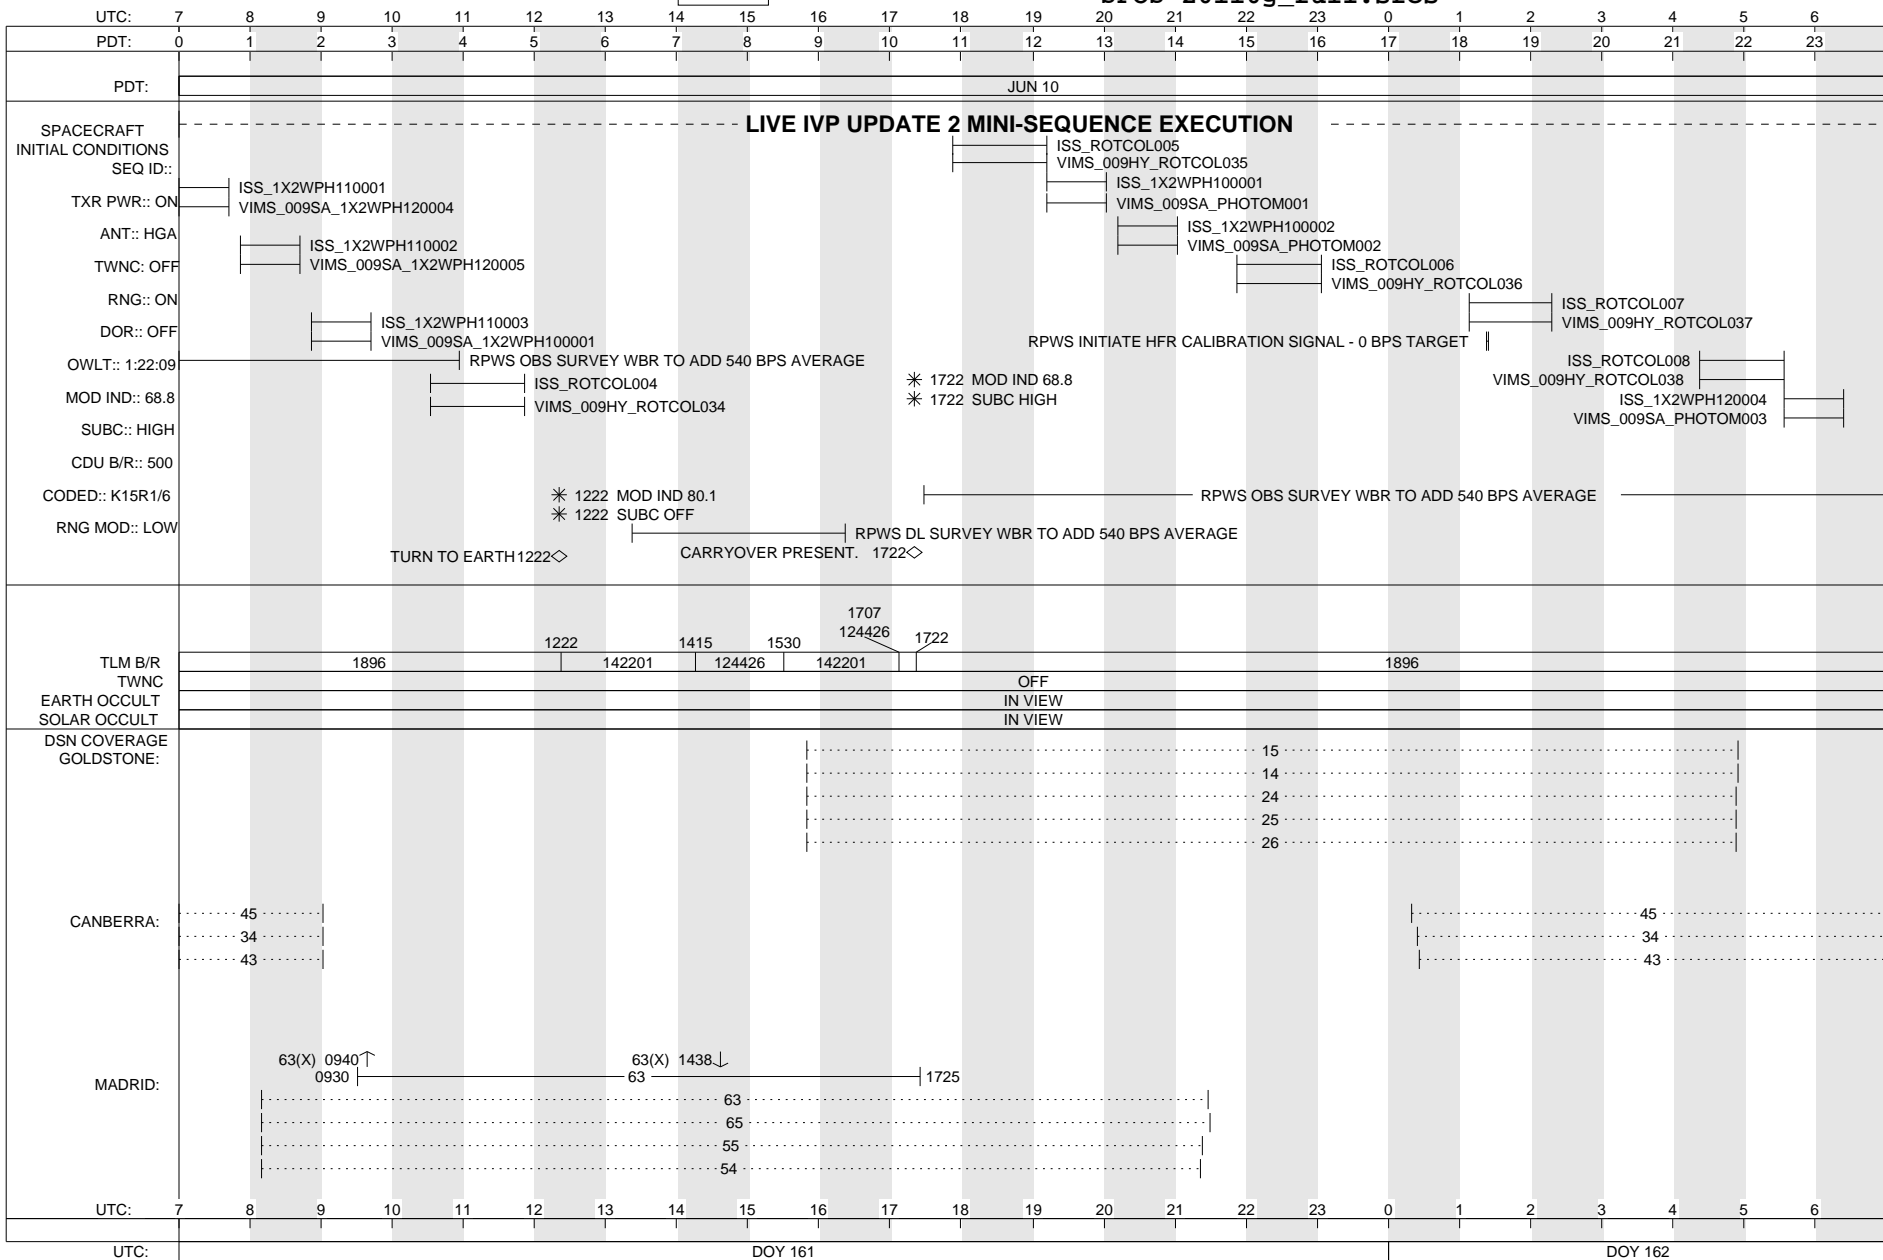 UTC: 7 8 9 10 11 12 13 14 15 16 17 18 19 20 21 22 23 0 1 2 3 4 5 6
PDT: 0 1 2 3 4 5 6 7 8 9 10 11 12 13 14 15 16 17 18 19 20 21 22 23
PDT: JUN 10
LIVE IVP UPDATE 2 MINI-SEQUENCE EXECUTION
SPACECRAFT
INITIAL CONDITIONS
SEQ ID::
TXR PWR:: ON
ANT:: HGA
TWNC: OFF
RNG:: ON
DOR:: OFF
OWLT:: 1:22:09
MOD IND:: 68.8
SUBC:: HIGH
CDU B/R:: 500
CODED:: K15R1/6
RNG MOD:: LOW
ISS_1X2WPH110001
VIMS_009SA_1X2WPH120004
ISS_1X2WPH110002
VIMS_009SA_1X2WPH120005
ISS_1X2WPH110003
VIMS_009SA_1X2WPH100001
RPWS OBS SURVEY WBR TO ADD 540 BPS AVERAGE
ISS_ROTCOL004
VIMS_009HY_ROTCOL034
1222 MOD IND 80.1
1222 SUBC OFF
RPWS DL SURVEY WBR TO ADD 540 BPS AVERAGE
TURN TO EARTH 1222
CARRYOVER PRESENT. 1722
ISS_ROTCOL005
VIMS_009HY_ROTCOL035
ISS_1X2WPH100001
VIMS_009SA_PHOTOM001
ISS_1X2WPH100002
VIMS_009SA_PHOTOM002
ISS_ROTCOL006
VIMS_009HY_ROTCOL036
ISS_ROTCOL007
VIMS_009HY_ROTCOL037
RPWS INITIATE HFR CALIBRATION SIGNAL - 0 BPS TARGET
ISS_ROTCOL008
VIMS_009HY_ROTCOL038
ISS_1X2WPH120004
VIMS_009SA_PHOTOM003
1722 MOD IND 68.8
1722 SUBC HIGH
RPWS OBS SURVEY WBR TO ADD 540 BPS AVERAGE
1707
124426
1222 1415 1530 1722
TLM B/R 1896 142201 124426 142201 1896
TWNC OFF
EARTH OCCULT IN VIEW
SOLAR OCCULT IN VIEW
DSN COVERAGE
GOLDSTONE:
15
14
24
25
26
CANBERRA:
45 45
34 34
43 43
MADRID:
63(X) 0940 63(X) 1438
0930 63 1725
63
65
55
54
UTC: 7 8 9 10 11 12 13 14 15 16 17 18 19 20 21 22 23 0 1 2 3 4 5 6
UTC: DOY 161 DOY 162